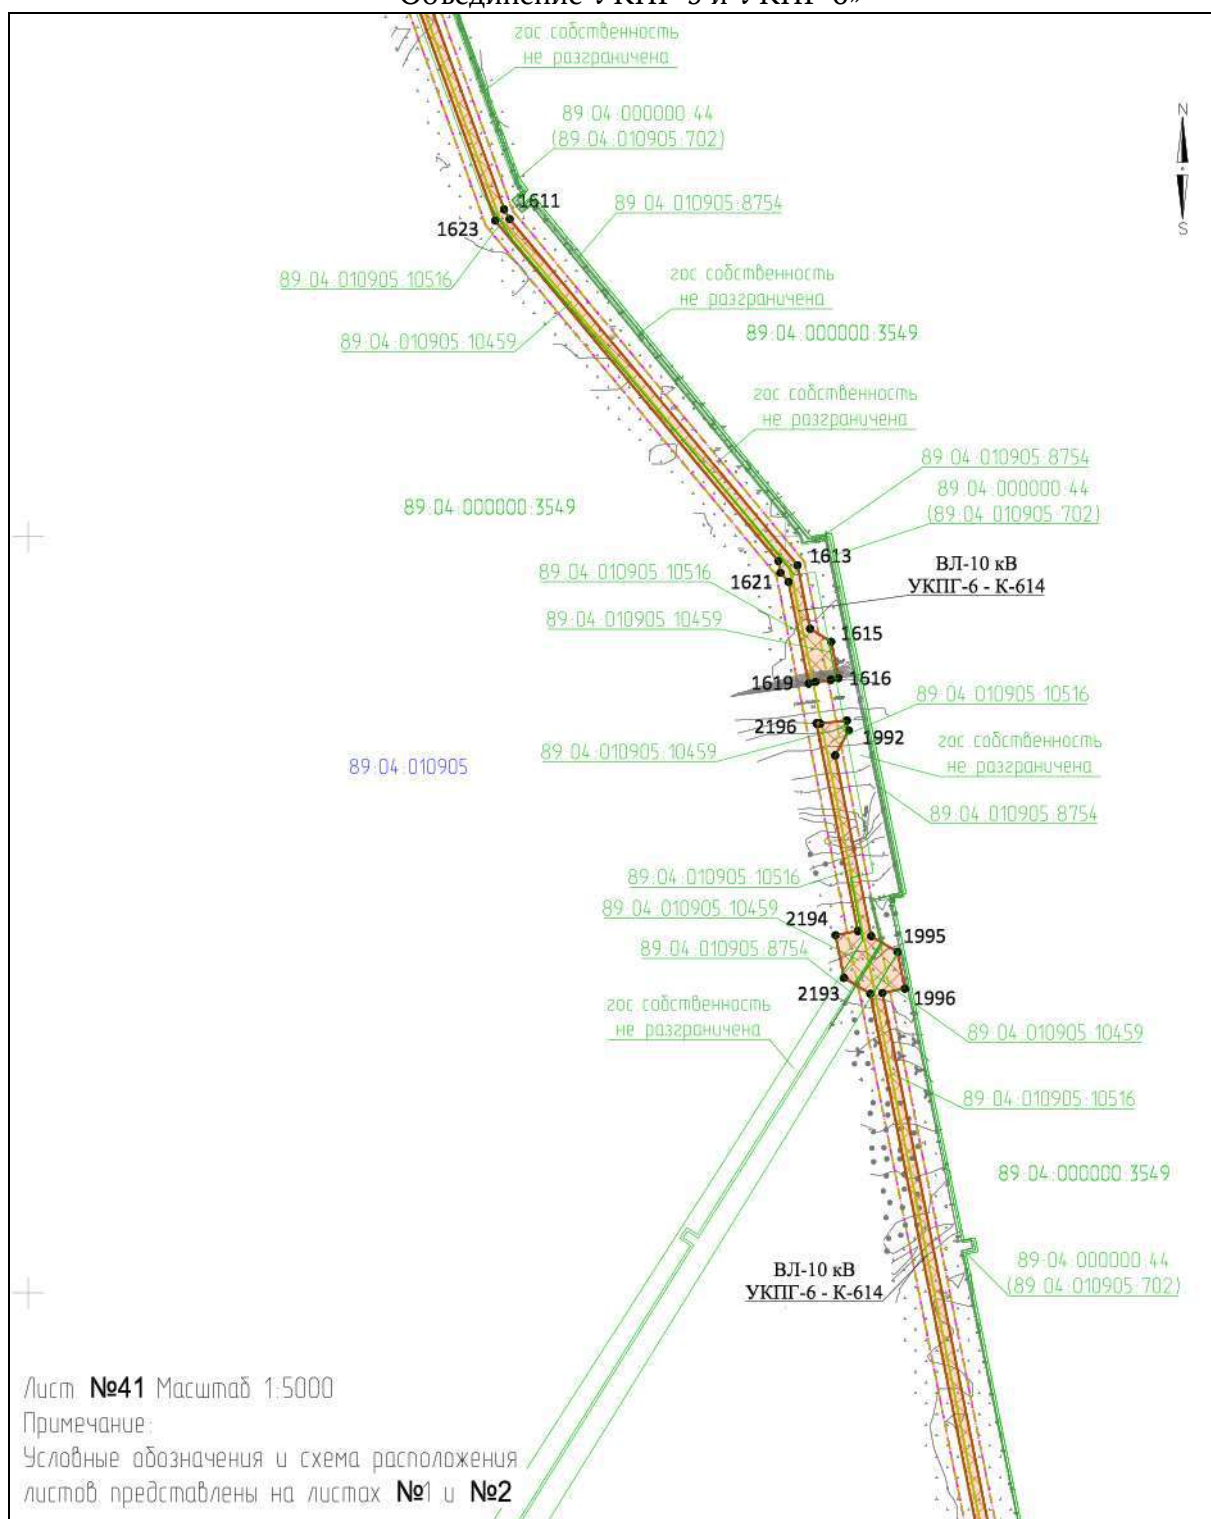 Объединение УКПГ-5 и УКПГ-6»
гос.собственность
не разграничена
89:04:000000:44
(89:04:010905:702)
N
S
1611
89:04:010905:8754
1623
89:04:010905:10516
гос.собственность
не разграничена
89:04:010905:10459
89:04:000000:3549
гос.собственность
не разграничена
89:04:010905:8754
89:04:000000:44
(89:04:010905:702)
89:04:000000:3549
1613
ВЛ-10 кВ
УКПГ-6 - К-614
89:04:010905:10516
1621
89:04:010905:10459
1615
1619
1616
89:04:010905:10516
2196
1992
89:04:010905:10459
гос.собственность
не разграничена
89:04:010905
89:04:010905:8754
89:04:010905:10516
89:04:010905:10459
2194
1995
89:04:010905:8754
2193
1996
гос.собственность
не разграничена
89:04:010905:10459
89:04:010905:10516
89:04:000000:3549
ВЛ-10 кВ
УКПГ-6 - К-614
89:04:000000:44
(89:04:010905:702)
Лист №41 Масштаб 1:5000
Примечание:
Условные обозначения и схема расположения
листов представлены на листах №1 и №2